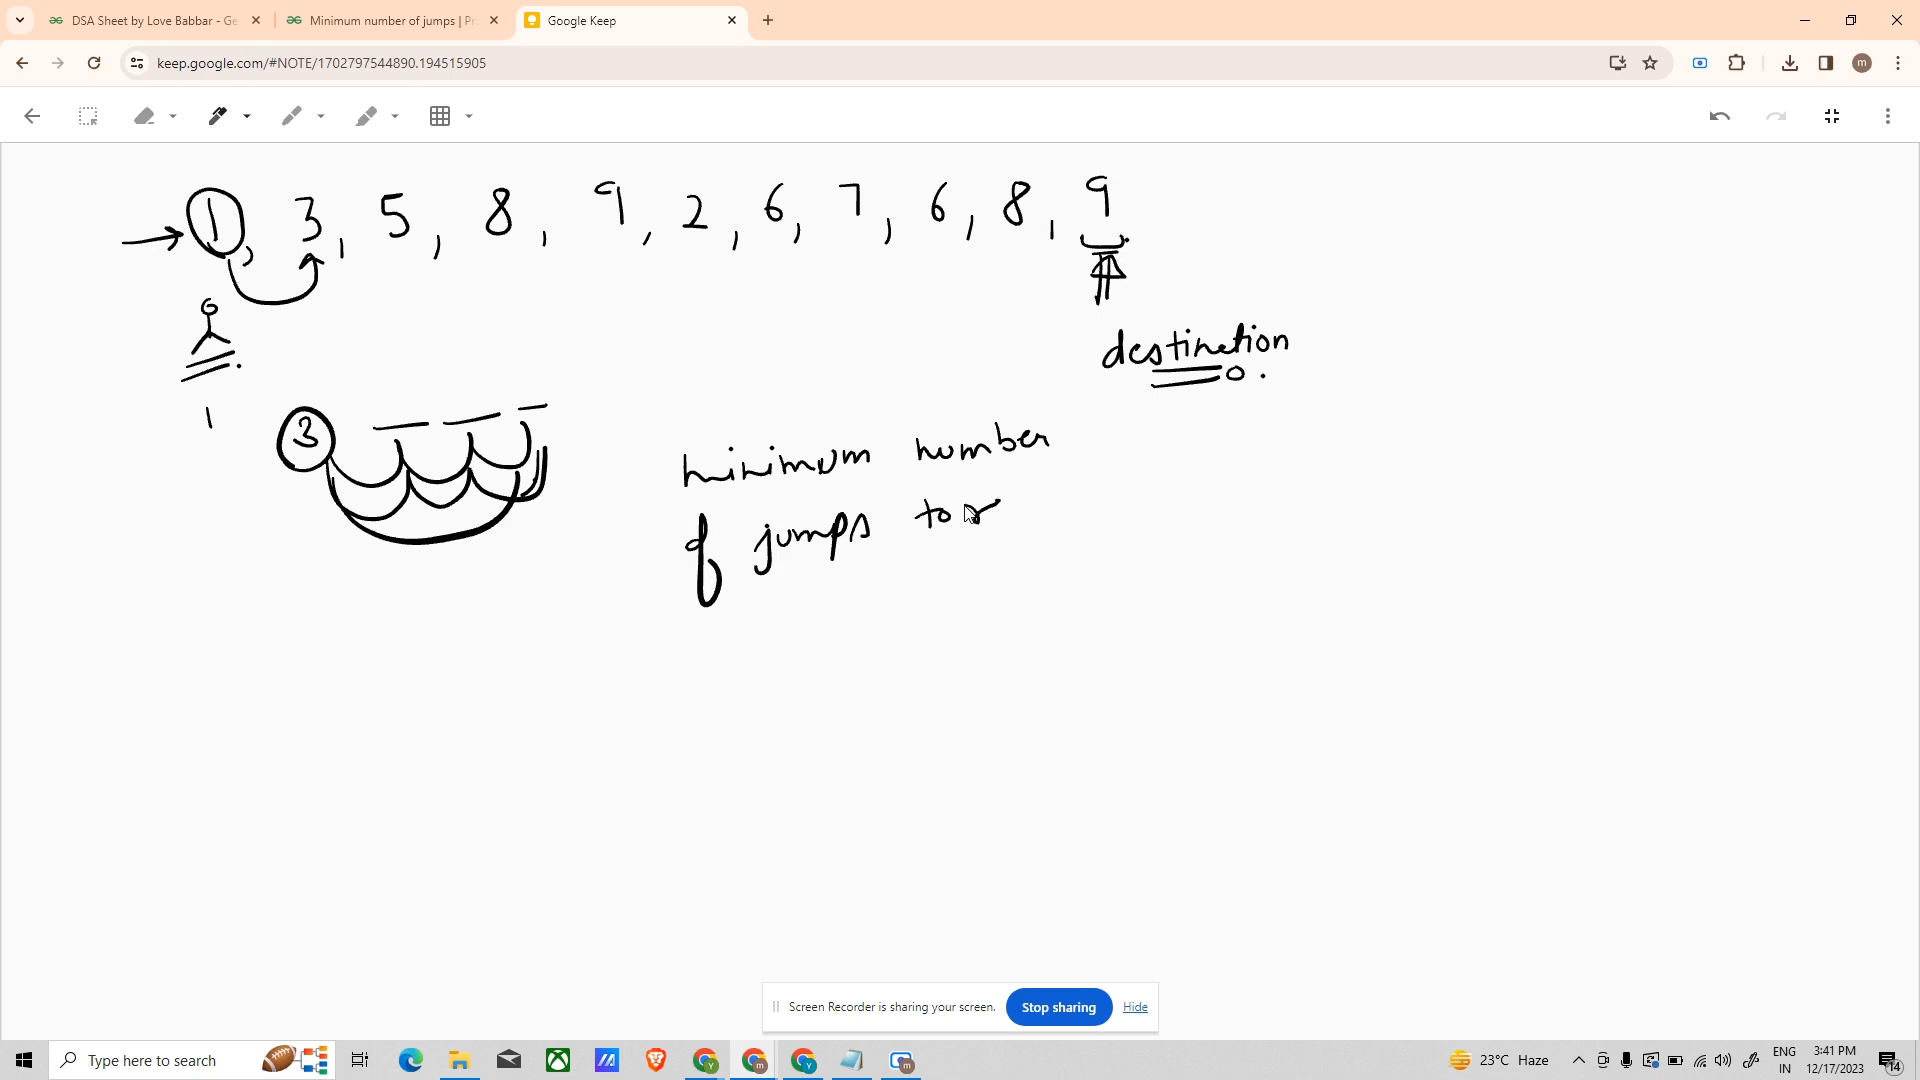 DSA Sheet by Love Babbar - Ge
Minimum number of jumps | Pr
Google Keep
keep.google.com/#NOTE/1702797544890.194515905
m
1, 3, 5, 8, 9, 2, 6, 7, 6, 8, 9
destination
1
3
minimum number
of jumps to r
Screen Recorder is sharing your screen.
Stop sharing
Hide
Type here to search
23°C Haze
ENG
IN
3:41 PM
12/17/2023
14